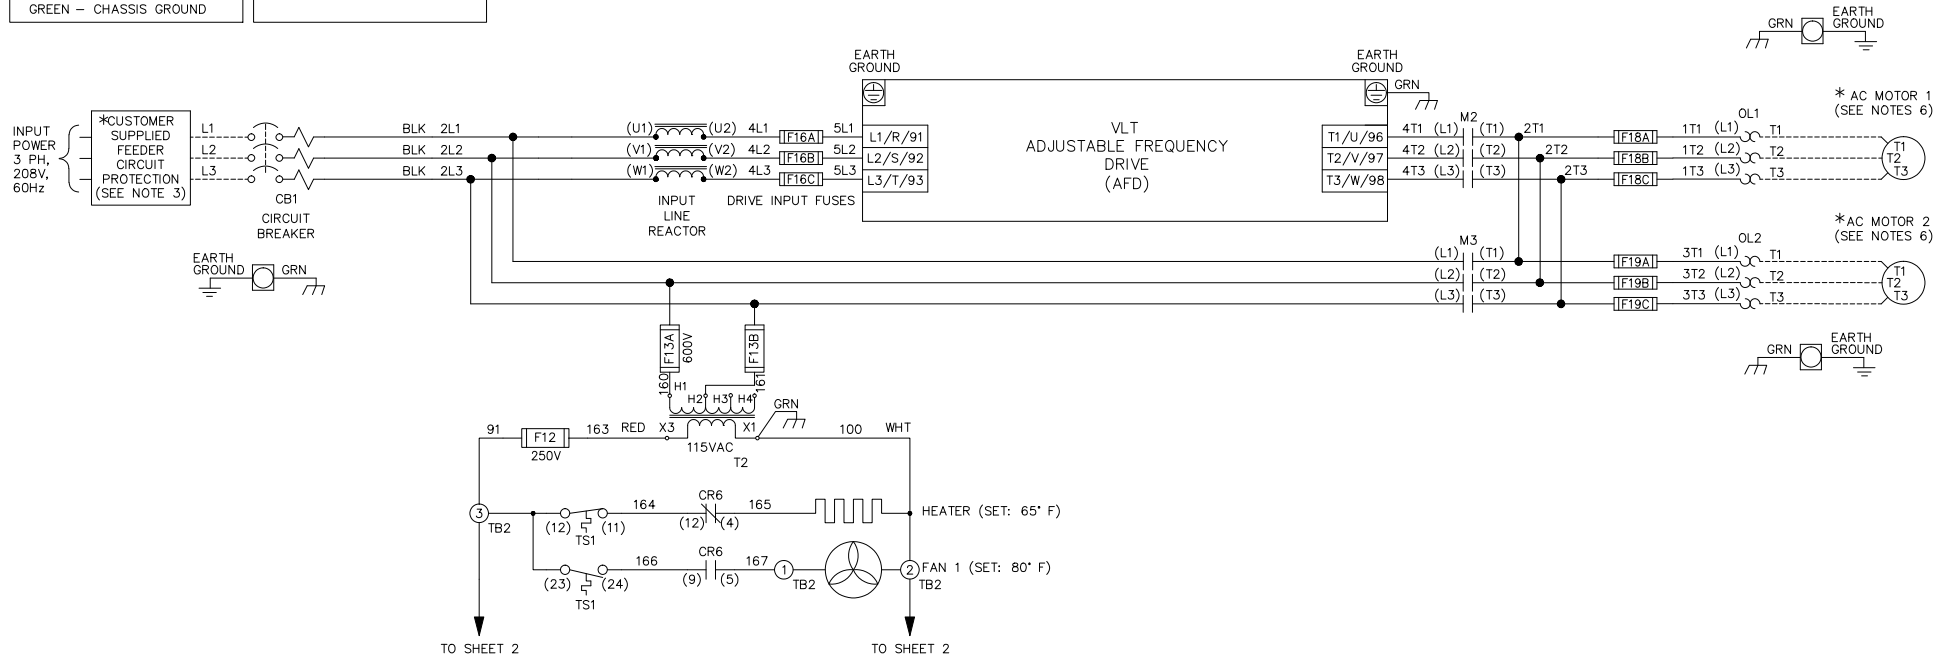 GREEN – CHASSIS GROUND
GRN
EARTH
GROUND
EARTH
GROUND
EARTH
GROUND
GRN
INPUT
POWER
3 PH,
208V,
60Hz
*CUSTOMER
SUPPLIED
FEEDER
CIRCUIT
PROTECTION
(SEE NOTE 3)
L1
L2
L3
CB1
CIRCUIT
BREAKER
BLK 2L1
BLK 2L2
BLK 2L3
(U1) (U2) 4L1 F16A 5L1 L1/R/91
(V1) (V2) 4L2 F16B 5L2 L2/S/92
(W1) (W2) 4L3 F16C 5L3 L3/T/93
INPUT
LINE
REACTOR
DRIVE INPUT FUSES
VLT
ADJUSTABLE FREQUENCY
DRIVE
(AFD)
M2
T1/U/96 4T1 (L1) (T1) 2T1 F18A 1T1 (L1) T1
T2/V/97 4T2 (L2) (T2) 2T2 F18B 1T2 (L2) T2
T3/W/98 4T3 (L3) (T3) 2T3 F18C 1T3 (L3) T3
OL1
* AC MOTOR 1
(SEE NOTES 6)
T1
T2
T3
EARTH
GROUND
GRN
M3
(L1) (T1) F19A 3T1 (L1) T1
(L2) (T2) F19B 3T2 (L2) T2
(L3) (T3) F19C 3T3 (L3) T3
OL2
*AC MOTOR 2
(SEE NOTES 6)
T1
T2
T3
GRN
EARTH
GROUND
F13A
600V
F13B
160
161
H1
H2
H3
H4
GRN
91
F12
250V
163 RED X3
X1
100 WHT
115VAC
T2
3
TB2
(12) (11)
TS1
164
CR6
(12) (4)
165
HEATER (SET: 65° F)
(23) (24)
TS1
166
CR6
(9) (5)
167
1
TB2
2
TB2
FAN 1 (SET: 80° F)
TO SHEET 2
TO SHEET 2